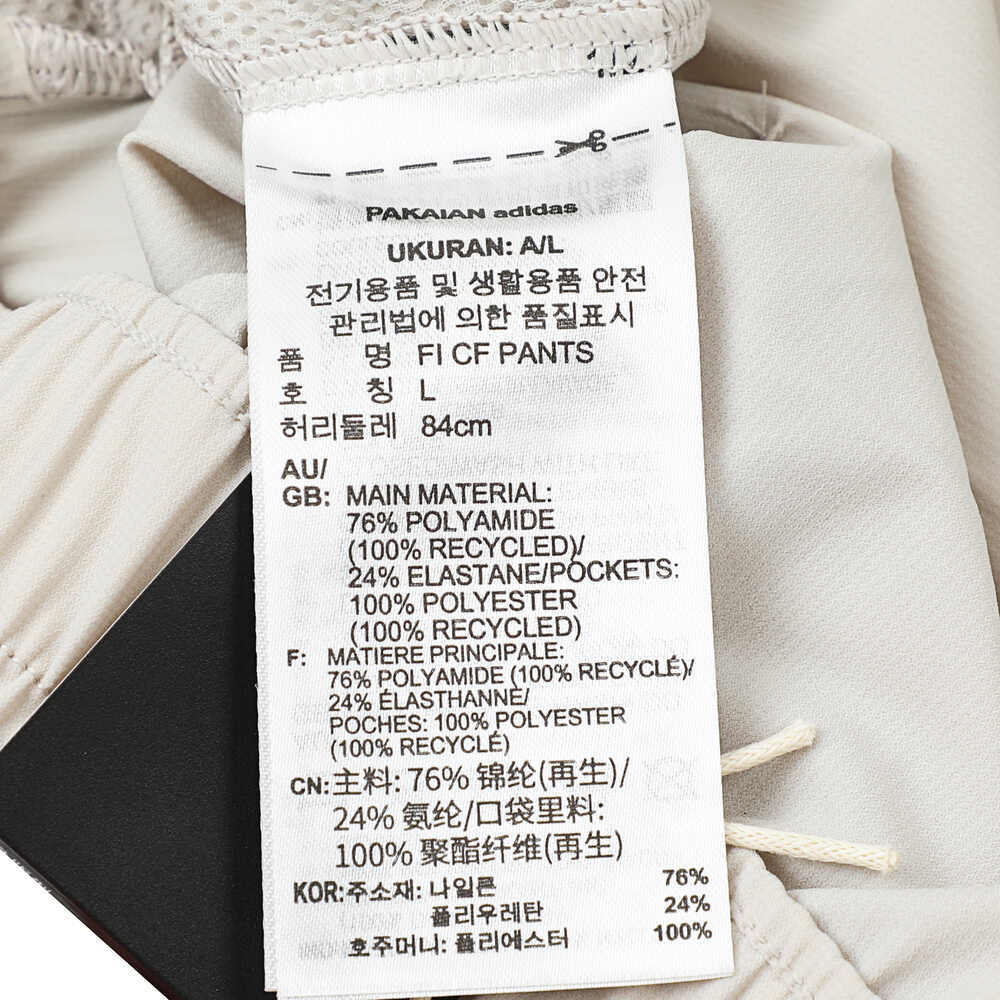 PAKAIAN adidas
UKURAN: A/L
전기용품 및 생활용품 안전
관리법에 의한 품질표시
품 명 FI CF PANTS
호 칭 L
허리둘레 84cm
AU/
GB: MAIN MATERIAL:
76% POLYAMIDE
(100% RECYCLED)/
24% ELASTANE/POCKETS:
100% POLYESTER
(100% RECYCLED)
F: MATIERE PRINCIPALE:
76% POLYAMIDE (100% RECYCLÉ)/
24% ÉLASTHANNE/
POCHES: 100% POLYESTER
(100% RECYCLÉ)
CN:主料: 76% 锦纶(再生)/
24% 氨纶/口袋里料:
100% 聚酯纤维(再生)
KOR:주소재: 나일론 76%
폴리우레탄 24%
호주머니: 폴리에스터 100%